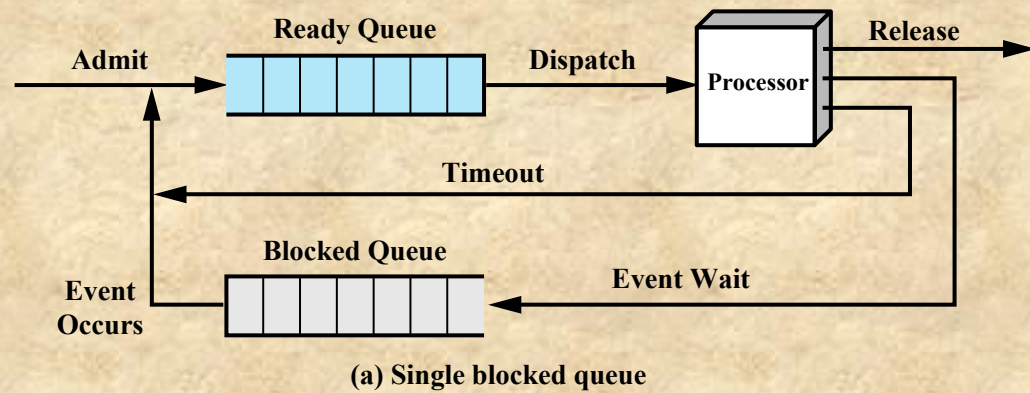 Ready Queue
Admit
Dispatch
Processor
Release
Timeout
Blocked Queue
Event Wait
Event
Occurs
(a) Single blocked queue